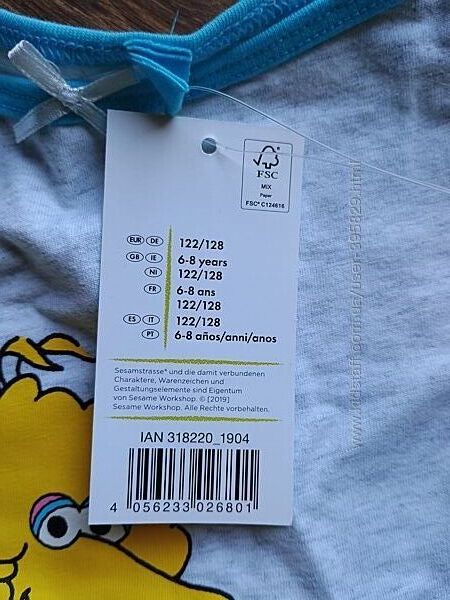 FSC
MIX
Paper
FSC® C124616
EUR DE 122/128
GB IE 6-8 years
NI 122/128
FR 6-8 ans
122/128
ES IT 122/128
PT 6-8 años/anni/anos
Sesamstrasse® und die damit verbundenen
Charaktere, Warenzeichen und
Gestaltungselemente sind Eigentum
von Sesame Workshop. © [2019]
Sesame Workshop. Alle Rechte vorbehalten.
IAN 318220_1904
4 056233 026801